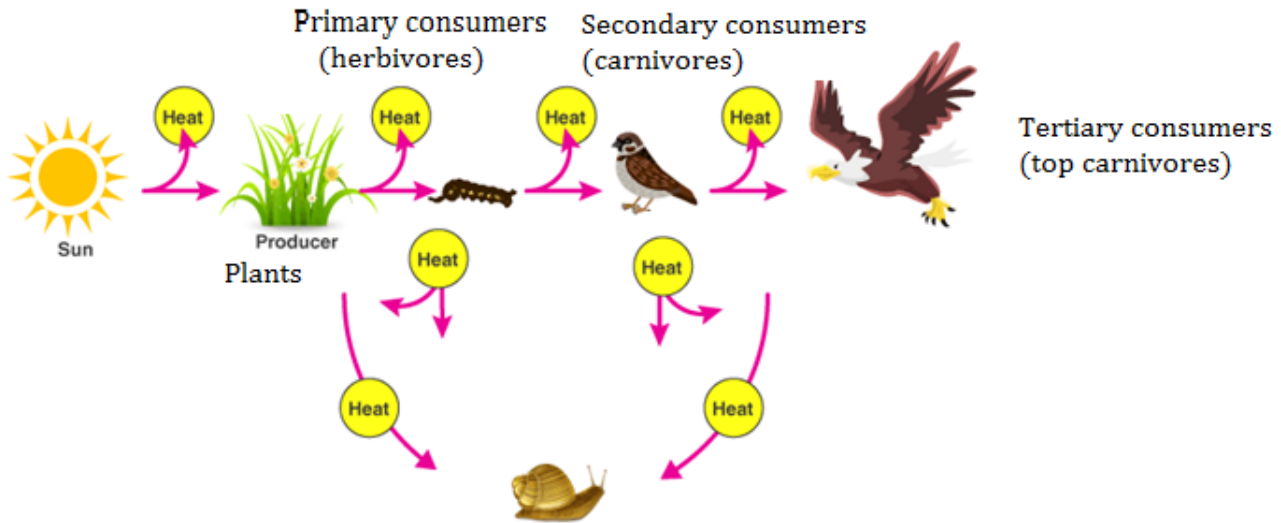 Primary consumers
(herbivores)
Secondary consumers
(carnivores)
Heat
Heat
Heat
Heat
Tertiary consumers
(top carnivores)
Sun
Producer
Plants
Heat
Heat
Heat
Heat